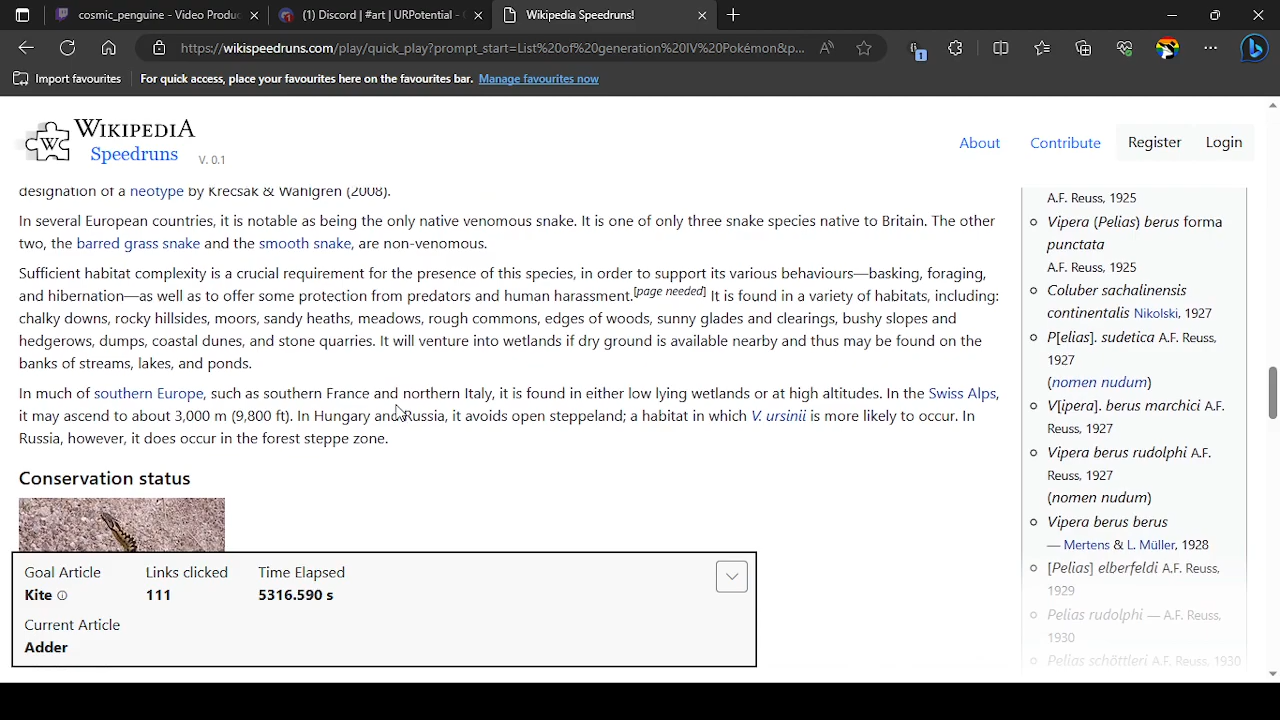 cosmic_penguine - Video Produc
(1) Discord | #art | URPotential -
Wikipedia Speedruns!
https://wikispeedruns.com/play/quick_play?prompt_start=List%20of%20generation%20IV%20Pokémon&p...
1
Import favourites
For quick access, place your favourites here on the favourites bar. Manage favourites now
WIKIPEDIA
Speedruns V. 0.1
About
Contribute
Register
Login
designation of a neotype by Krecsák & Wahlgren (2008).
In several European countries, it is notable as being the only native venomous snake. It is one of only three snake species native to Britain. The other
two, the barred grass snake and the smooth snake, are non-venomous.
Sufficient habitat complexity is a crucial requirement for the presence of this species, in order to support its various behaviours—basking, foraging,
and hibernation—as well as to offer some protection from predators and human harassment.[page needed] It is found in a variety of habitats, including:
chalky downs, rocky hillsides, moors, sandy heaths, meadows, rough commons, edges of woods, sunny glades and clearings, bushy slopes and
hedgerows, dumps, coastal dunes, and stone quarries. It will venture into wetlands if dry ground is available nearby and thus may be found on the
banks of streams, lakes, and ponds.
In much of southern Europe, such as southern France and northern Italy, it is found in either low lying wetlands or at high altitudes. In the Swiss Alps,
it may ascend to about 3,000 m (9,800 ft). In Hungary and Russia, it avoids open steppeland; a habitat in which V. ursinii is more likely to occur. In
Russia, however, it does occur in the forest steppe zone.
Conservation status
A.F. Reuss, 1925
Vipera (Pelias) berus forma
punctata
A.F. Reuss, 1925
Coluber sachalinensis
continentalis Nikolski, 1927
P[elias]. sudetica A.F. Reuss,
1927
(nomen nudum)
V[ipera]. berus marchici A.F.
Reuss, 1927
Vipera berus rudolphi A.F.
Reuss, 1927
(nomen nudum)
Vipera berus berus
— Mertens & L. Müller, 1928
[Pelias] elberfeldi A.F. Reuss,
1929
Pelias rudolphi — A.F. Reuss,
1930
Pelias schöttleri A.F. Reuss, 1930
Goal Article
Kite
Links clicked
111
Time Elapsed
5316.590 s
Current Article
Adder